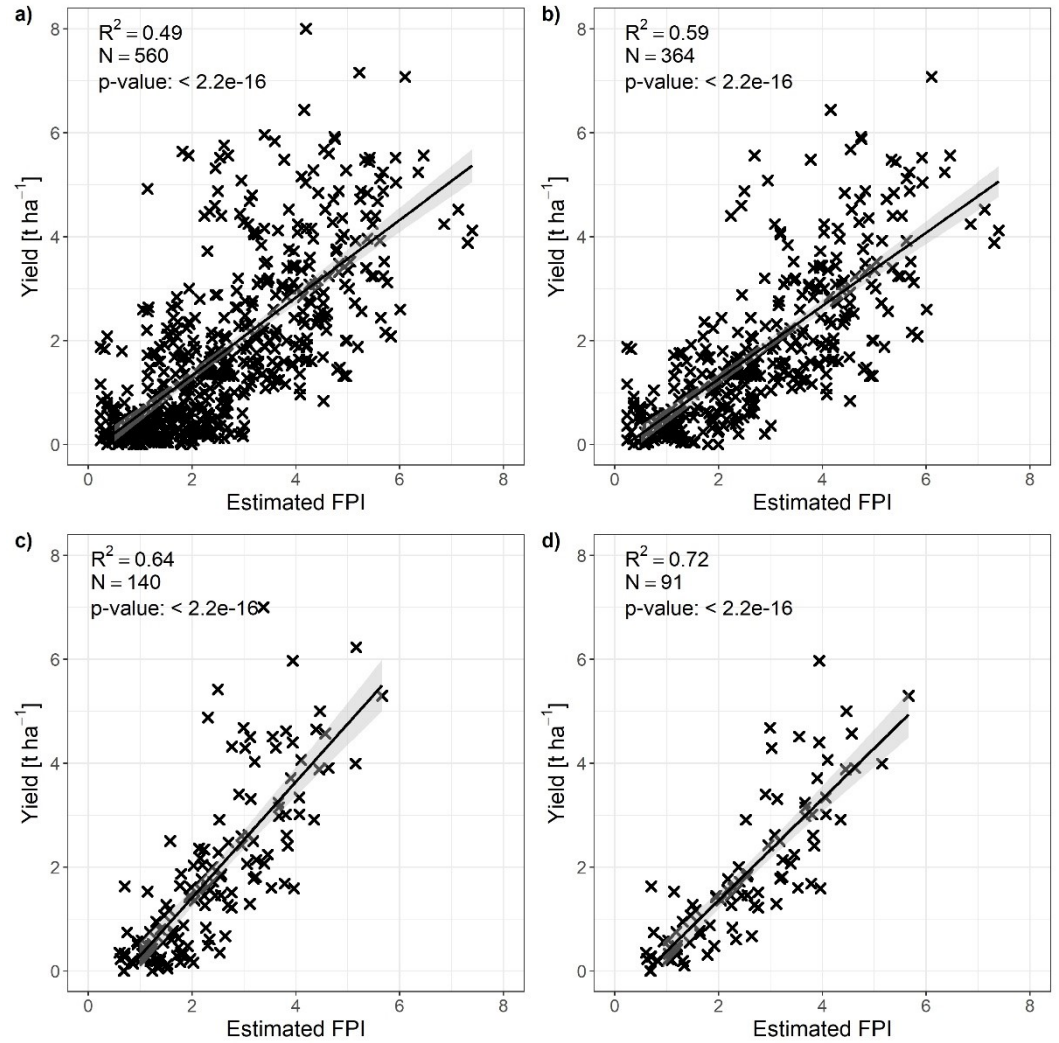 a)
R² = 0.49
N = 560
p-value: < 2.2e-16
Yield [t ha⁻¹]
8
6
4
2
0
0 2 4 6 8
Estimated FPI
b)
R² = 0.59
N = 364
p-value: < 2.2e-16
Yield [t ha⁻¹]
8
6
4
2
0
0 2 4 6 8
Estimated FPI
c)
R² = 0.64
N = 140
p-value: < 2.2e-16
Yield [t ha⁻¹]
8
6
4
2
0
0 2 4 6 8
Estimated FPI
d)
R² = 0.72
N = 91
p-value: < 2.2e-16
Yield [t ha⁻¹]
8
6
4
2
0
0 2 4 6 8
Estimated FPI